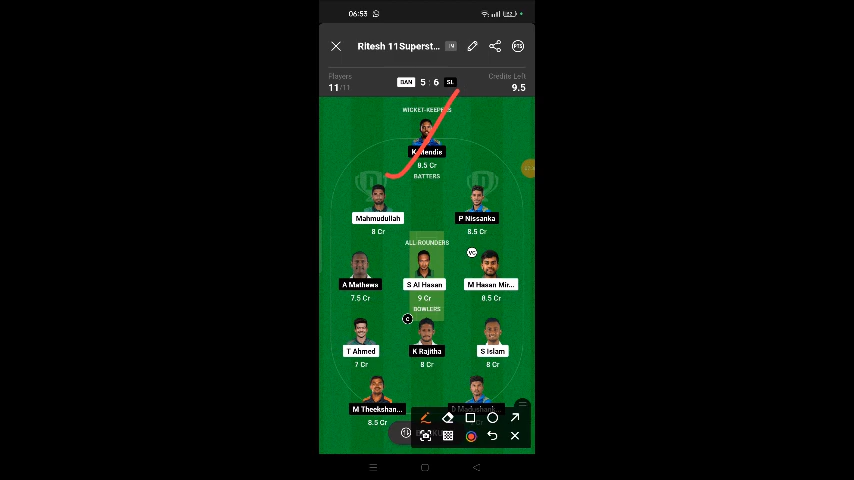 06:53
Ritesh 11Superst... PTS
Players Credits Left
11/11 BAN 5 : 6 SL 9.5
WICKET-KEEPERS
K Mendis
8.5 Cr
BATTERS
Mahmudullah P Nissanka
8 Cr 8.5 Cr
ALL-ROUNDERS
VC
A Mathews S Al Hasan M Hasan Mir...
7.5 Cr 9 Cr 8.5 Cr
BOWLERS
C
T Ahmed K Rajitha S Islam
7 Cr 8 Cr 8 Cr
M Theekshan... D Madushan...
8.5 Cr